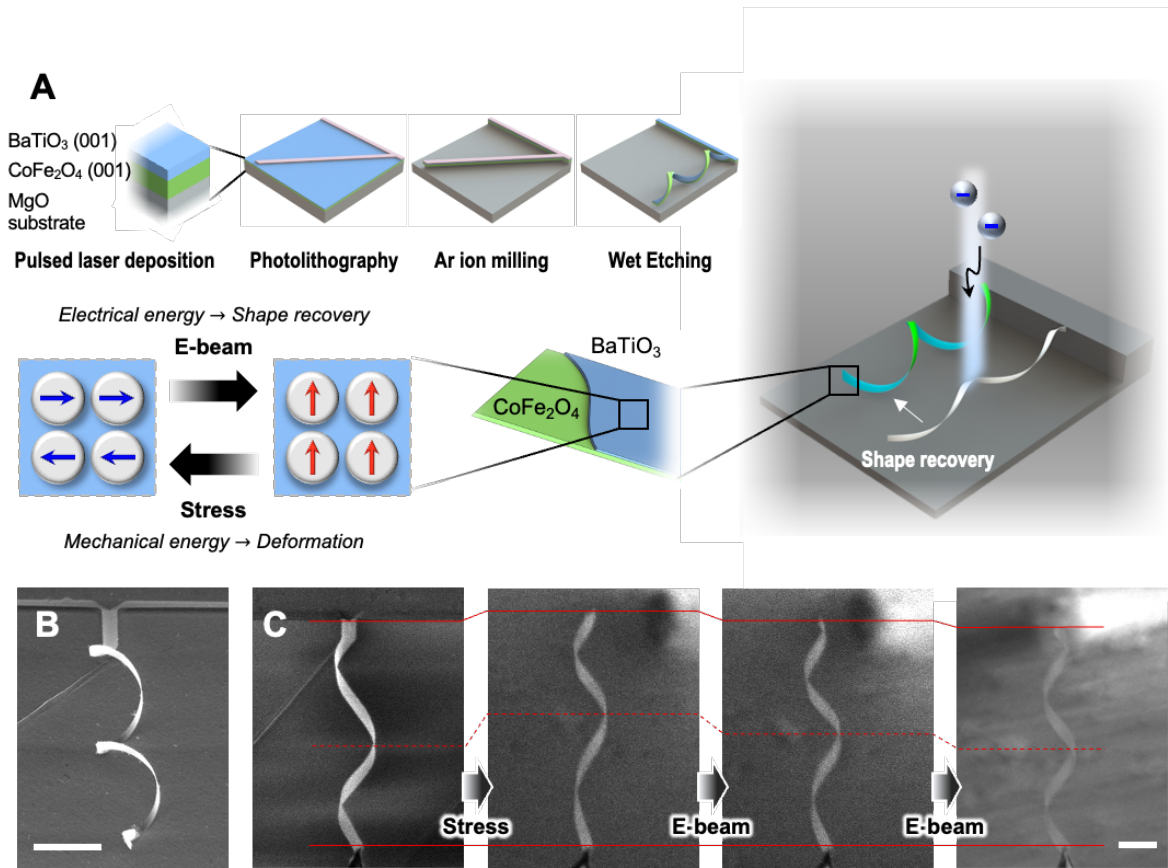 A
BaTiO₃ (001)
CoFe₂O₄ (001)
MgO
substrate
Pulsed laser deposition
Photolithography
Ar ion milling
Wet Etching
Electrical energy → Shape recovery
E-beam
Stress
Mechanical energy → Deformation
BaTiO₃
CoFe₂O₄
Shape recovery
B
C
Stress
E-beam
E-beam